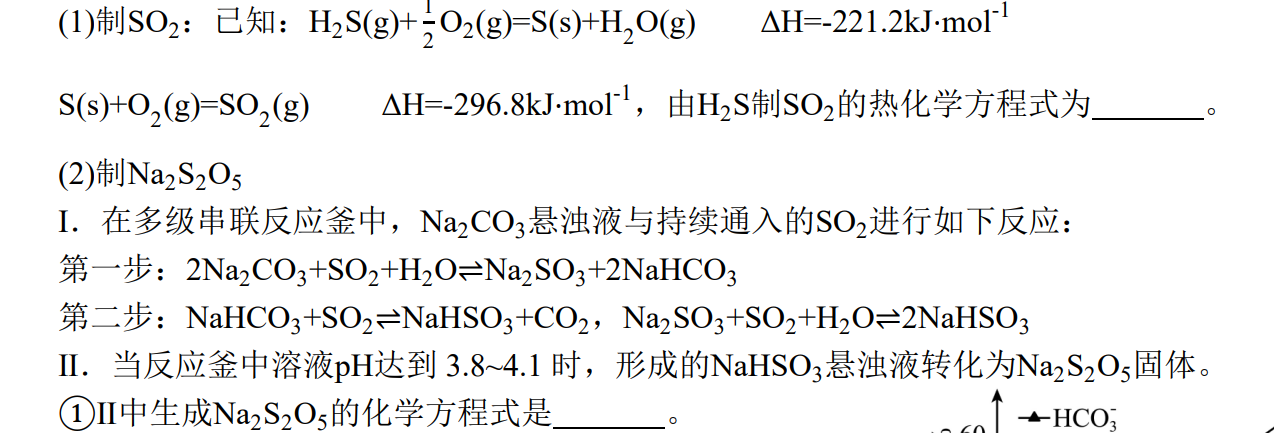 (1)制SO₂：已知：H₂S(g)+½O₂(g)=S(s)+H₂O(g) ΔH=-221.2kJ·mol⁻¹
S(s)+O₂(g)=SO₂(g) ΔH=-296.8kJ·mol⁻¹，由H₂S制SO₂的热化学方程式为_______。
(2)制Na₂S₂O₅
I．在多级串联反应釜中，Na₂CO₃悬浊液与持续通入的SO₂进行如下反应：
第一步：2Na₂CO₃+SO₂+H₂O⇌Na₂SO₃+2NaHCO₃
第二步：NaHCO₃+SO₂⇌NaHSO₃+CO₂，Na₂SO₃+SO₂+H₂O⇌2NaHSO₃
II．当反应釜中溶液pH达到 3.8~4.1 时，形成的NaHSO₃悬浊液转化为Na₂S₂O₅固体。
①II中生成Na₂S₂O₅的化学方程式是_______。
HCO₃⁻